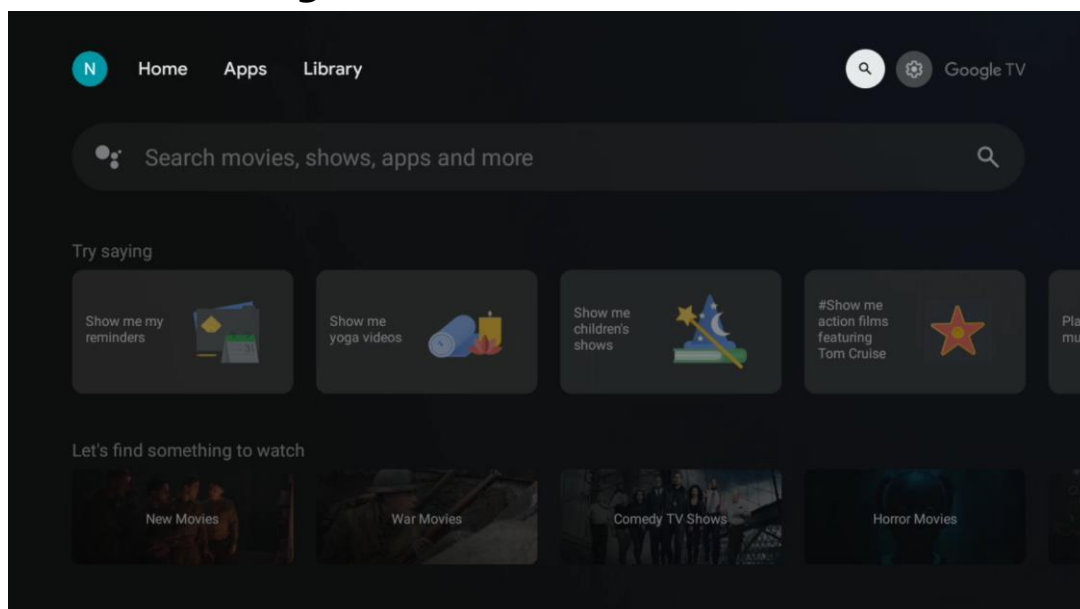 N Home Apps Library Google TV
Search movies, shows, apps and more
Try saying
Show me my
reminders
Show me
yoga videos
Show me
children's
shows
#Show me
action films
featuring
Tom Cruise
Let's find something to watch
New Movies
War Movies
Comedy TV Shows
Horror Movies